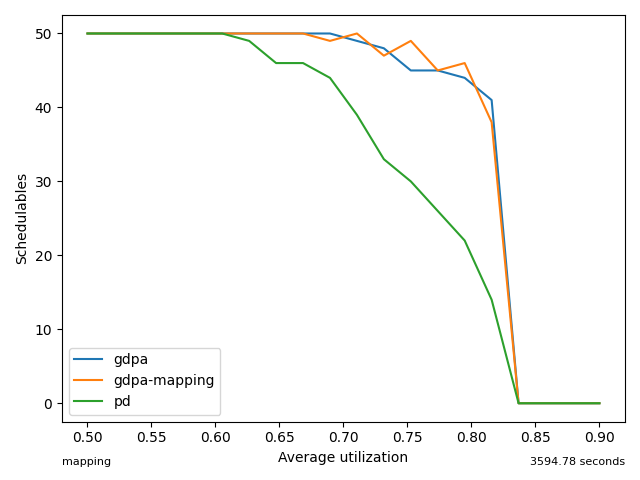 50
40
30
20
10
0
Schedulables
gdpa
gdpa-mapping
pd
0.50 0.55 0.60 0.65 0.70 0.75 0.80 0.85 0.90
Average utilization
mapping
3594.78 seconds